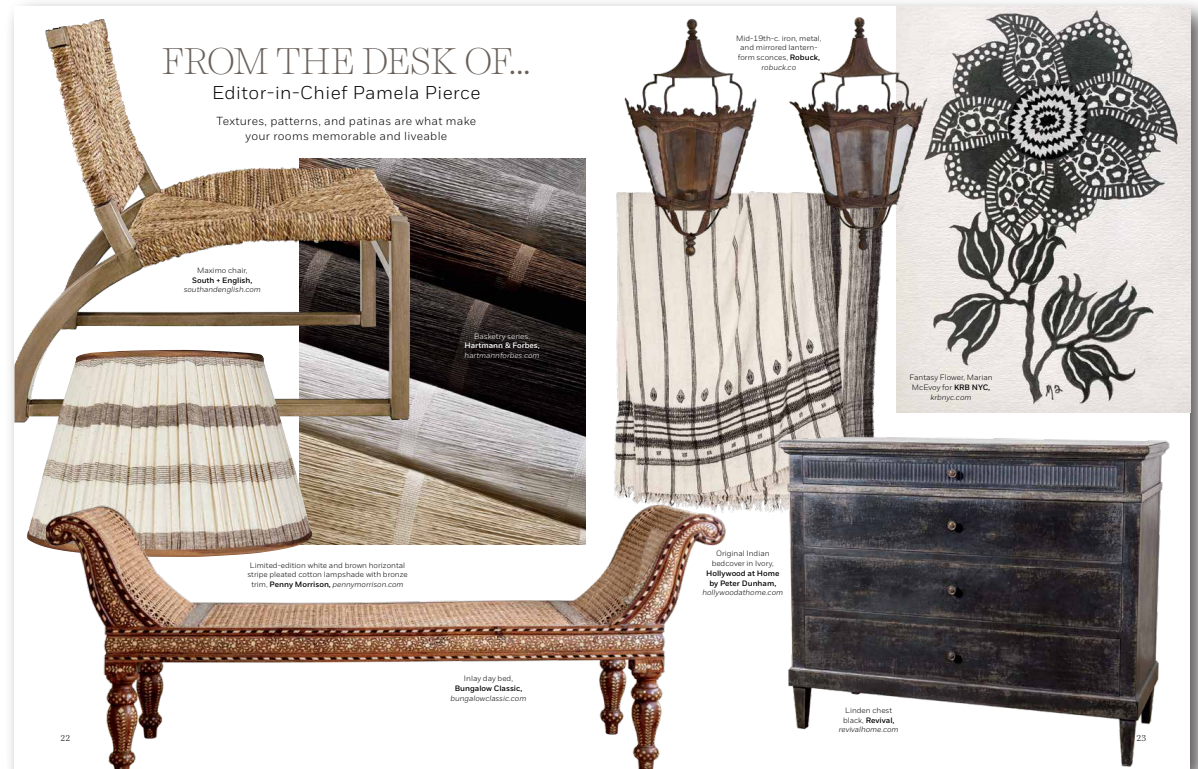 FROM THE DESK OF...
Editor-in-Chief Pamela Pierce
Textures, patterns, and patinas are what make
your rooms memorable and liveable
Maximo chair,
South + English,
southandenglish.com
Basketry series,
Hartmann & Forbes,
hartmannforbes.com
Limited-edition white and brown horizontal
stripe pleated cotton lampshade with bronze
trim, Penny Morrison, pennymorrison.com
Inlay day bed,
Bungalow Classic,
bungalowclassic.com
22
Mid-19th-c. iron, metal,
and mirrored lantern-
form sconces, Robuck,
robuck.co
Fantasy Flower, Marian
McEvoy for KRB NYC,
krbnyc.com
Original Indian
bedcover in Ivory,
Hollywood at Home
by Peter Dunham,
hollywoodathome.com
Linden chest
black, Revival,
revivalhome.com
23